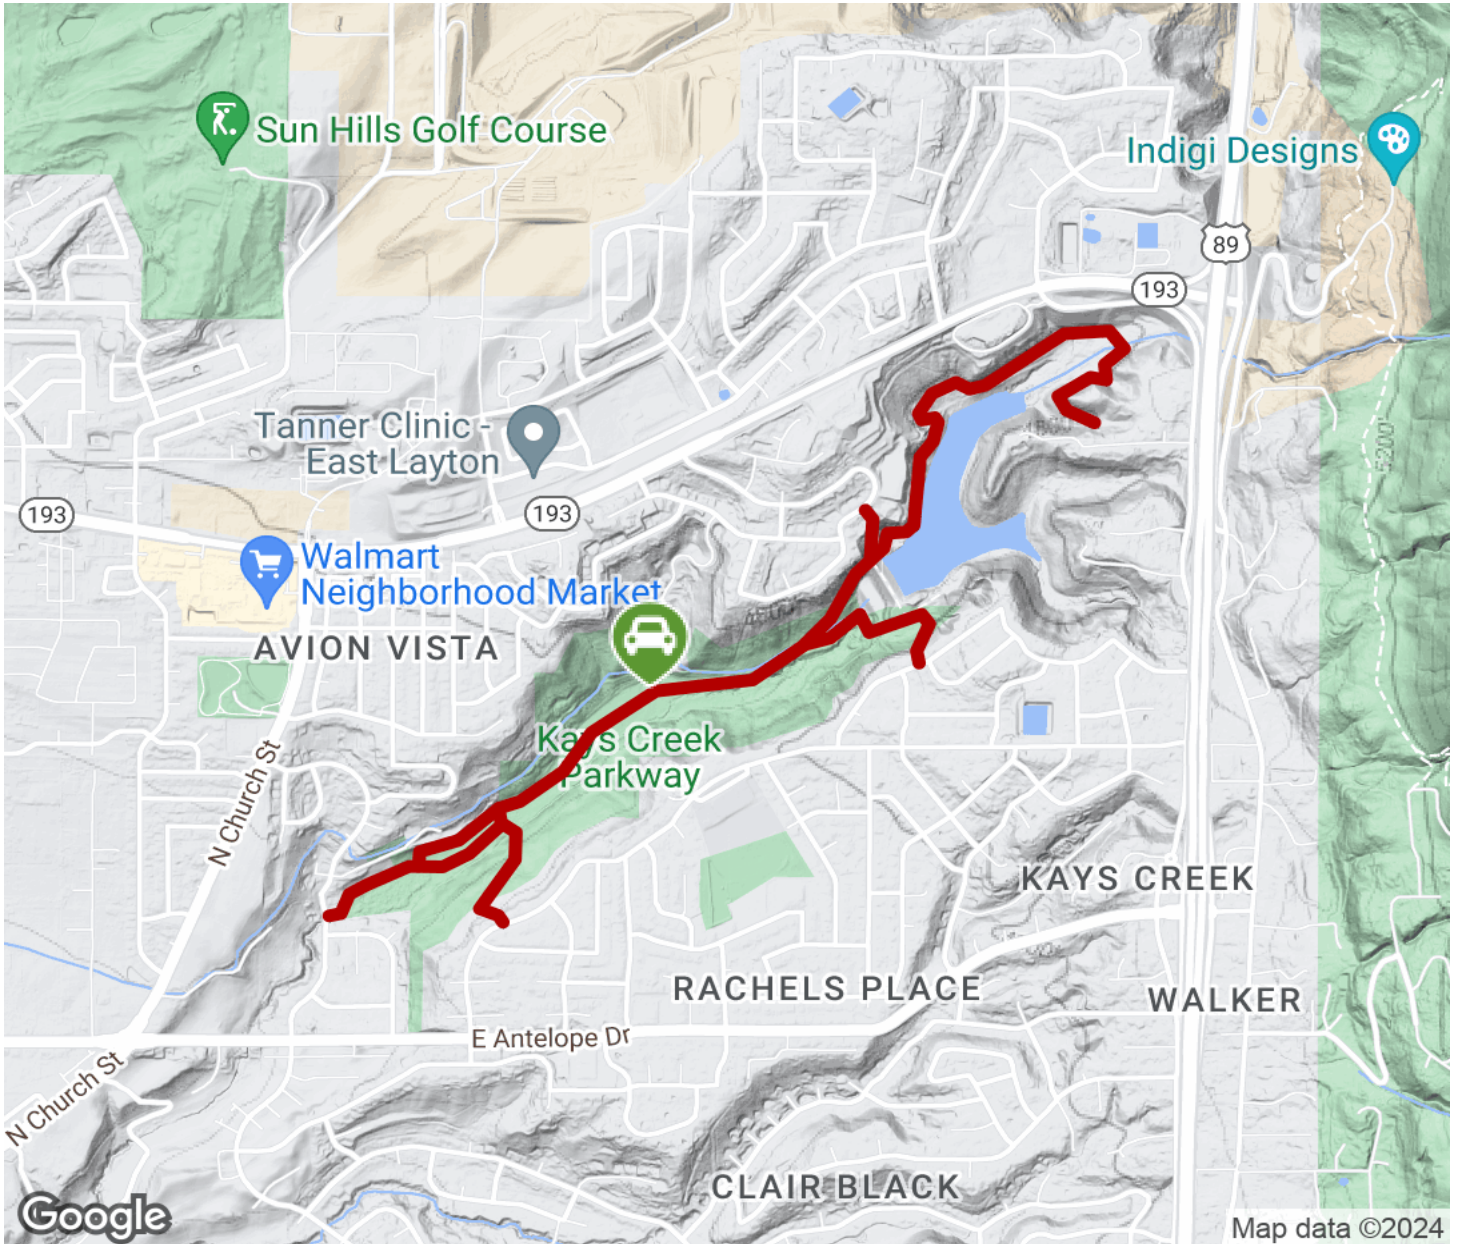 Sun Hills Golf Course
Indigi Designs
89
193
Tanner Clinic -
East Layton
193
193
5200'
Walmart
Neighborhood Market
AVION VISTA
Kays Creek
Parkway
N Church St
KAYS CREEK
RACHELS PLACE
WALKER
E Antelope Dr
N Church St
CLAIR BLACK
Google
Map data ©2024